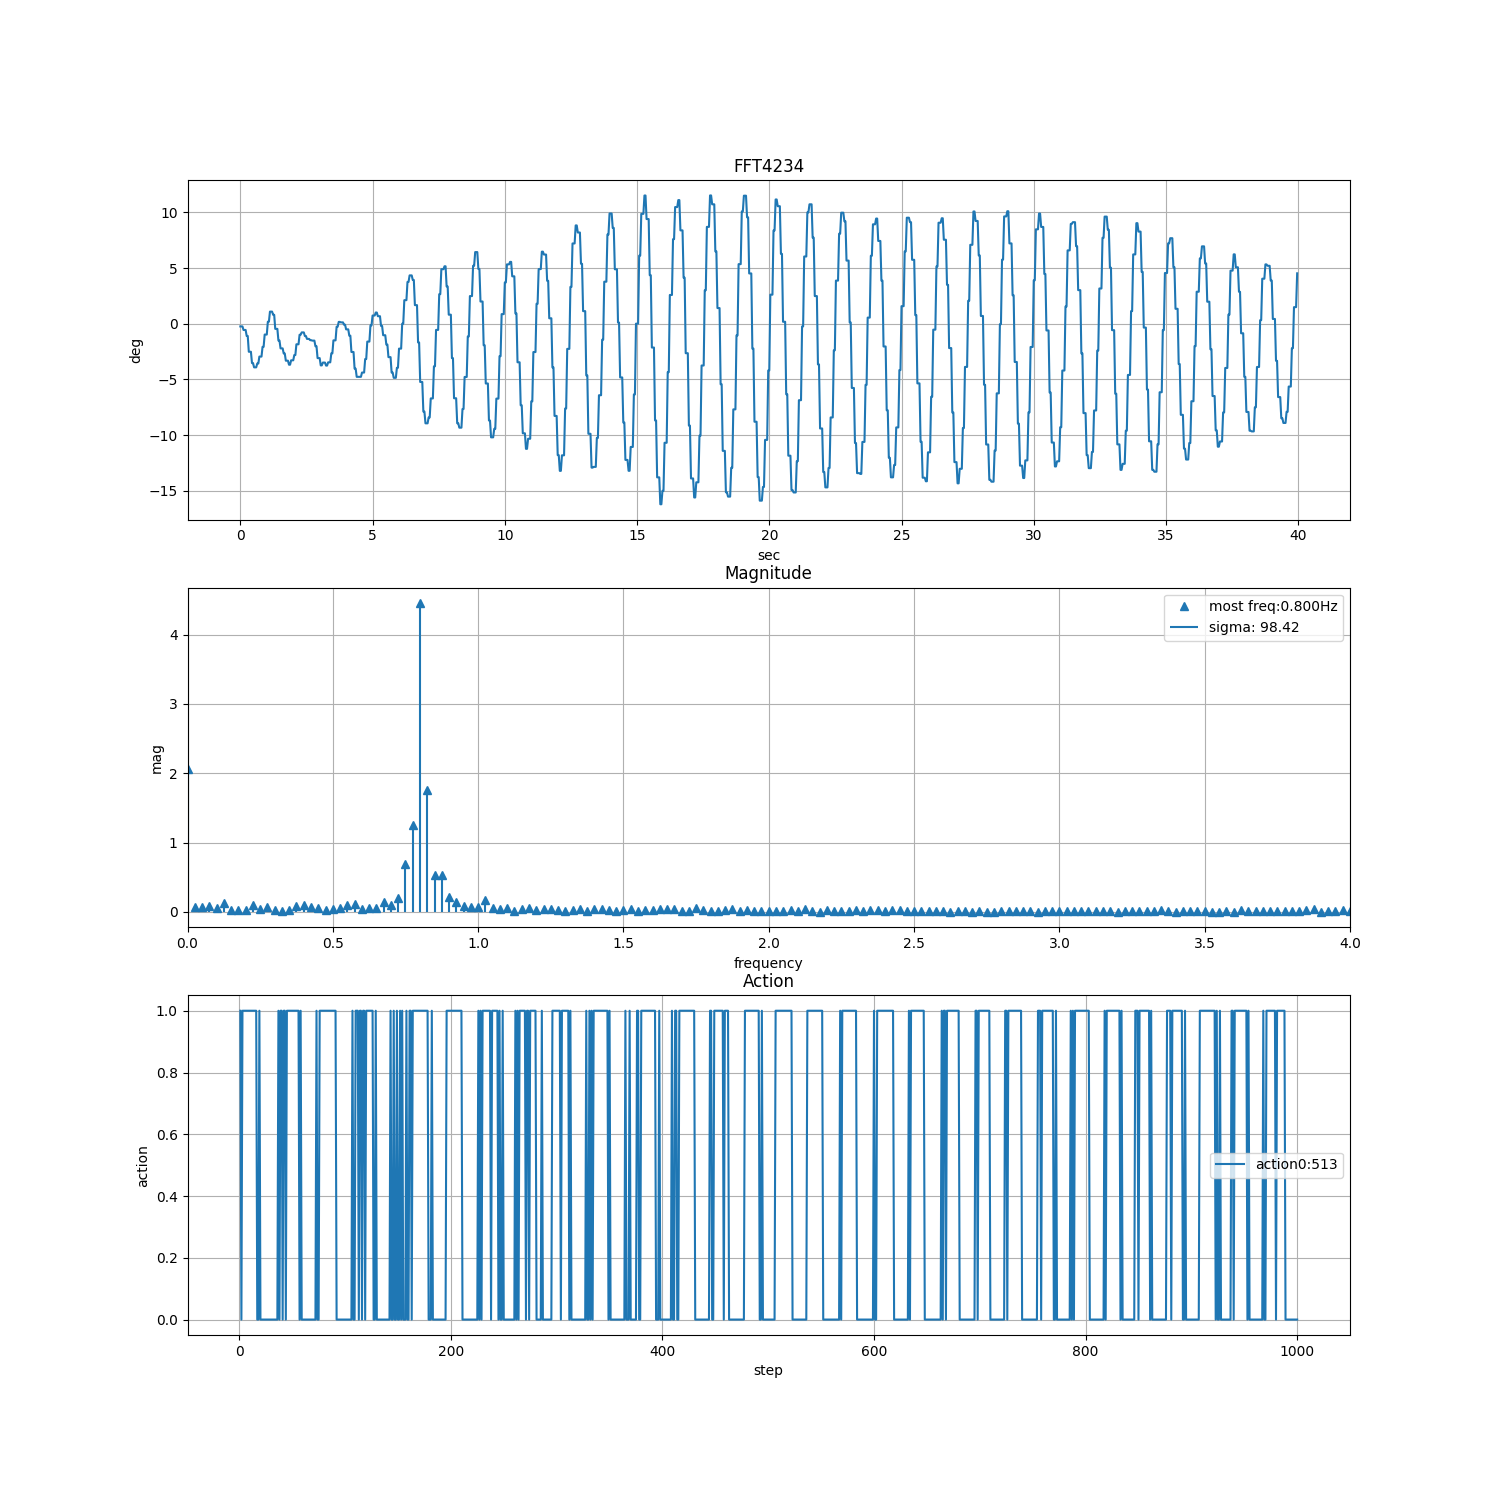 FFT4234
deg
10
5
0
−5
−10
−15
0 5 10 15 20 25 30 35 40
sec
Magnitude
mag
4
3
2
1
0
most freq:0.800Hz
sigma: 98.42
0.0 0.5 1.0 1.5 2.0 2.5 3.0 3.5 4.0
frequency
Action
action
1.0
0.8
0.6
0.4
0.2
0.0
action0:513
0 200 400 600 800 1000
step